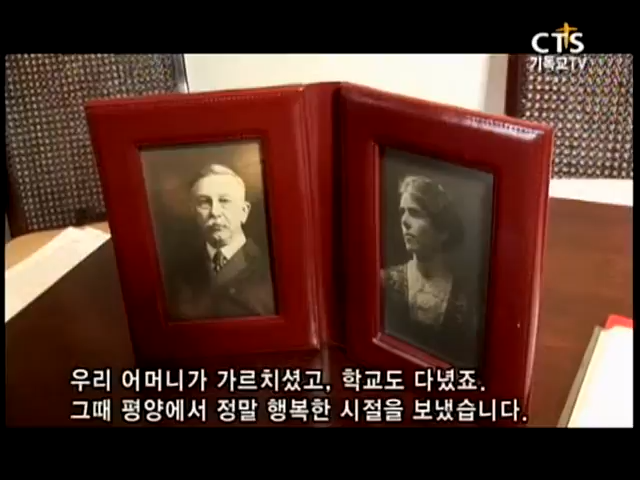 CTS
기독교TV
우리 어머니가 가르치셨고, 학교도 다녔죠.
그때 평양에서 정말 행복한 시절을 보냈습니다.